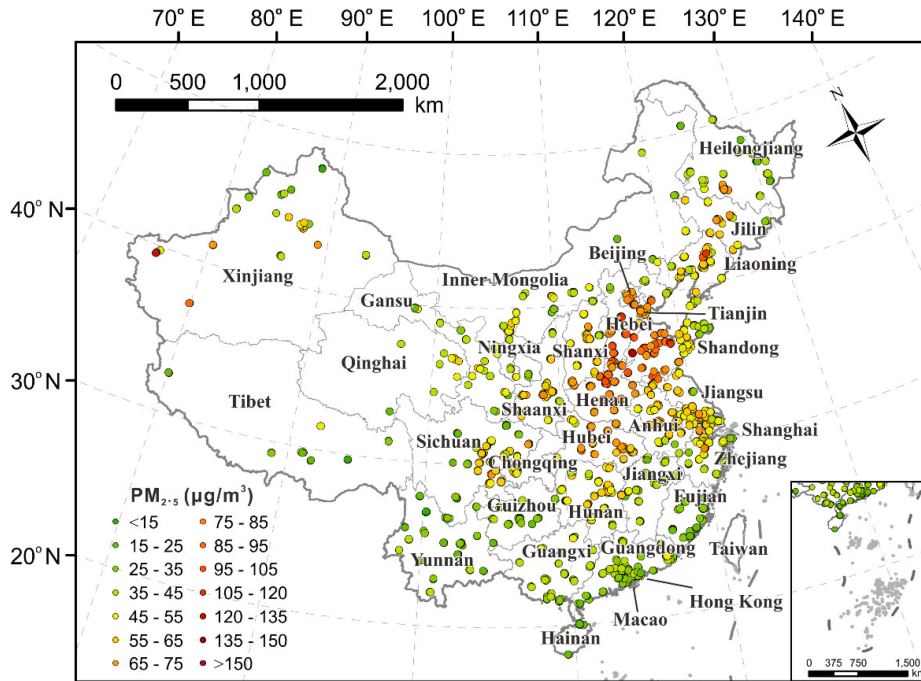 70° E 80° E 90° E 100° E 110° E 120° E 130° E 140° E
0 500 1,000 2,000
km
N
40° N
30° N
20° N
Heilongjiang
Jilin
Liaoning
Beijing
Inner Mongolia
Xinjiang
Gansu
Tianjin
Hebei
Ningxia
Shanxi
Shandong
Qinghai
Tibet
Shaanxi
Henan
Jiangsu
Anhui
Shanghai
Sichuan
Hubei
Zhejiang
Chongqing
Jiangxi
Guizhou
Hunan
Fujian
Yunnan
Guangxi
Guangdong
Taiwan
Hong Kong
Macao
Hainan
PM2.5 (μg/m³)
<15
15 - 25
25 - 35
35 - 45
45 - 55
55 - 65
65 - 75
75 - 85
85 - 95
95 - 105
105 - 120
120 - 135
135 - 150
>150
0 375 750 1,500